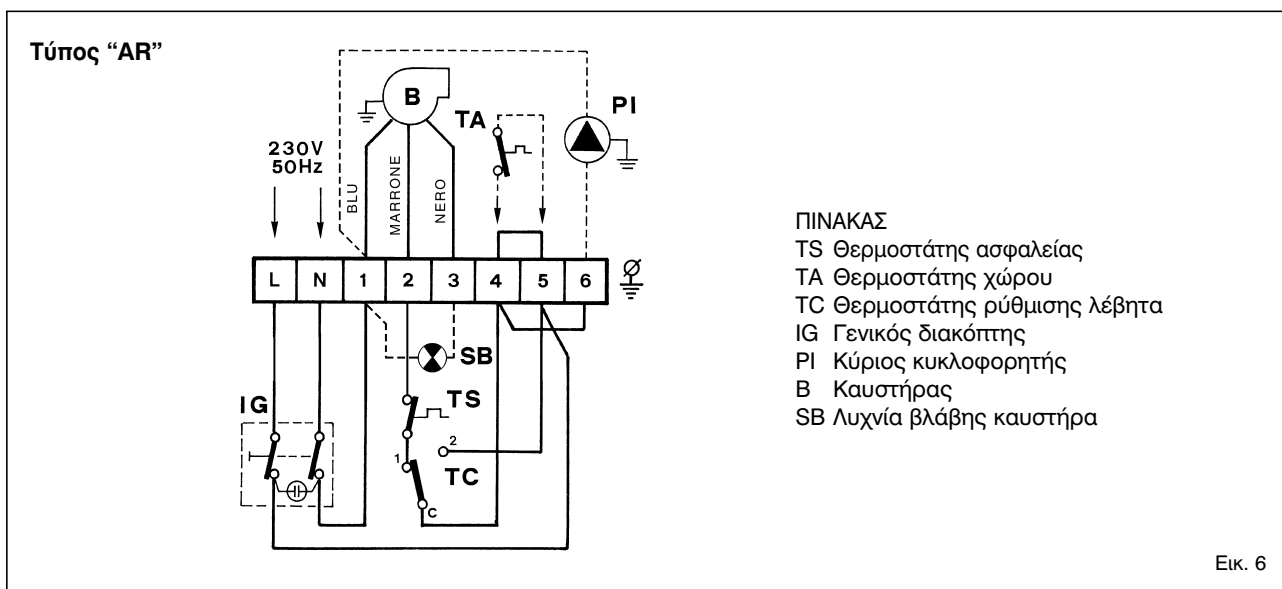 Τύπος “AR”
B
TA
PI
230V
50Hz
BLU
MARRONE
NERO
L N 1 2 3 4 5 6
SB
IG
TS
1
2
TC
C
ΠΙΝΑΚΑΣ
TS Θερμοστάτης ασφαλείας
TA Θερμοστάτης χώρου
TC Θερμοστάτης ρύθμισης λέβητα
IG Γενικός διακόπτης
PI Κύριος κυκλοφορητής
B Καυστήρας
SB Λυχνία βλάβης καυστήρα
Εικ. 6